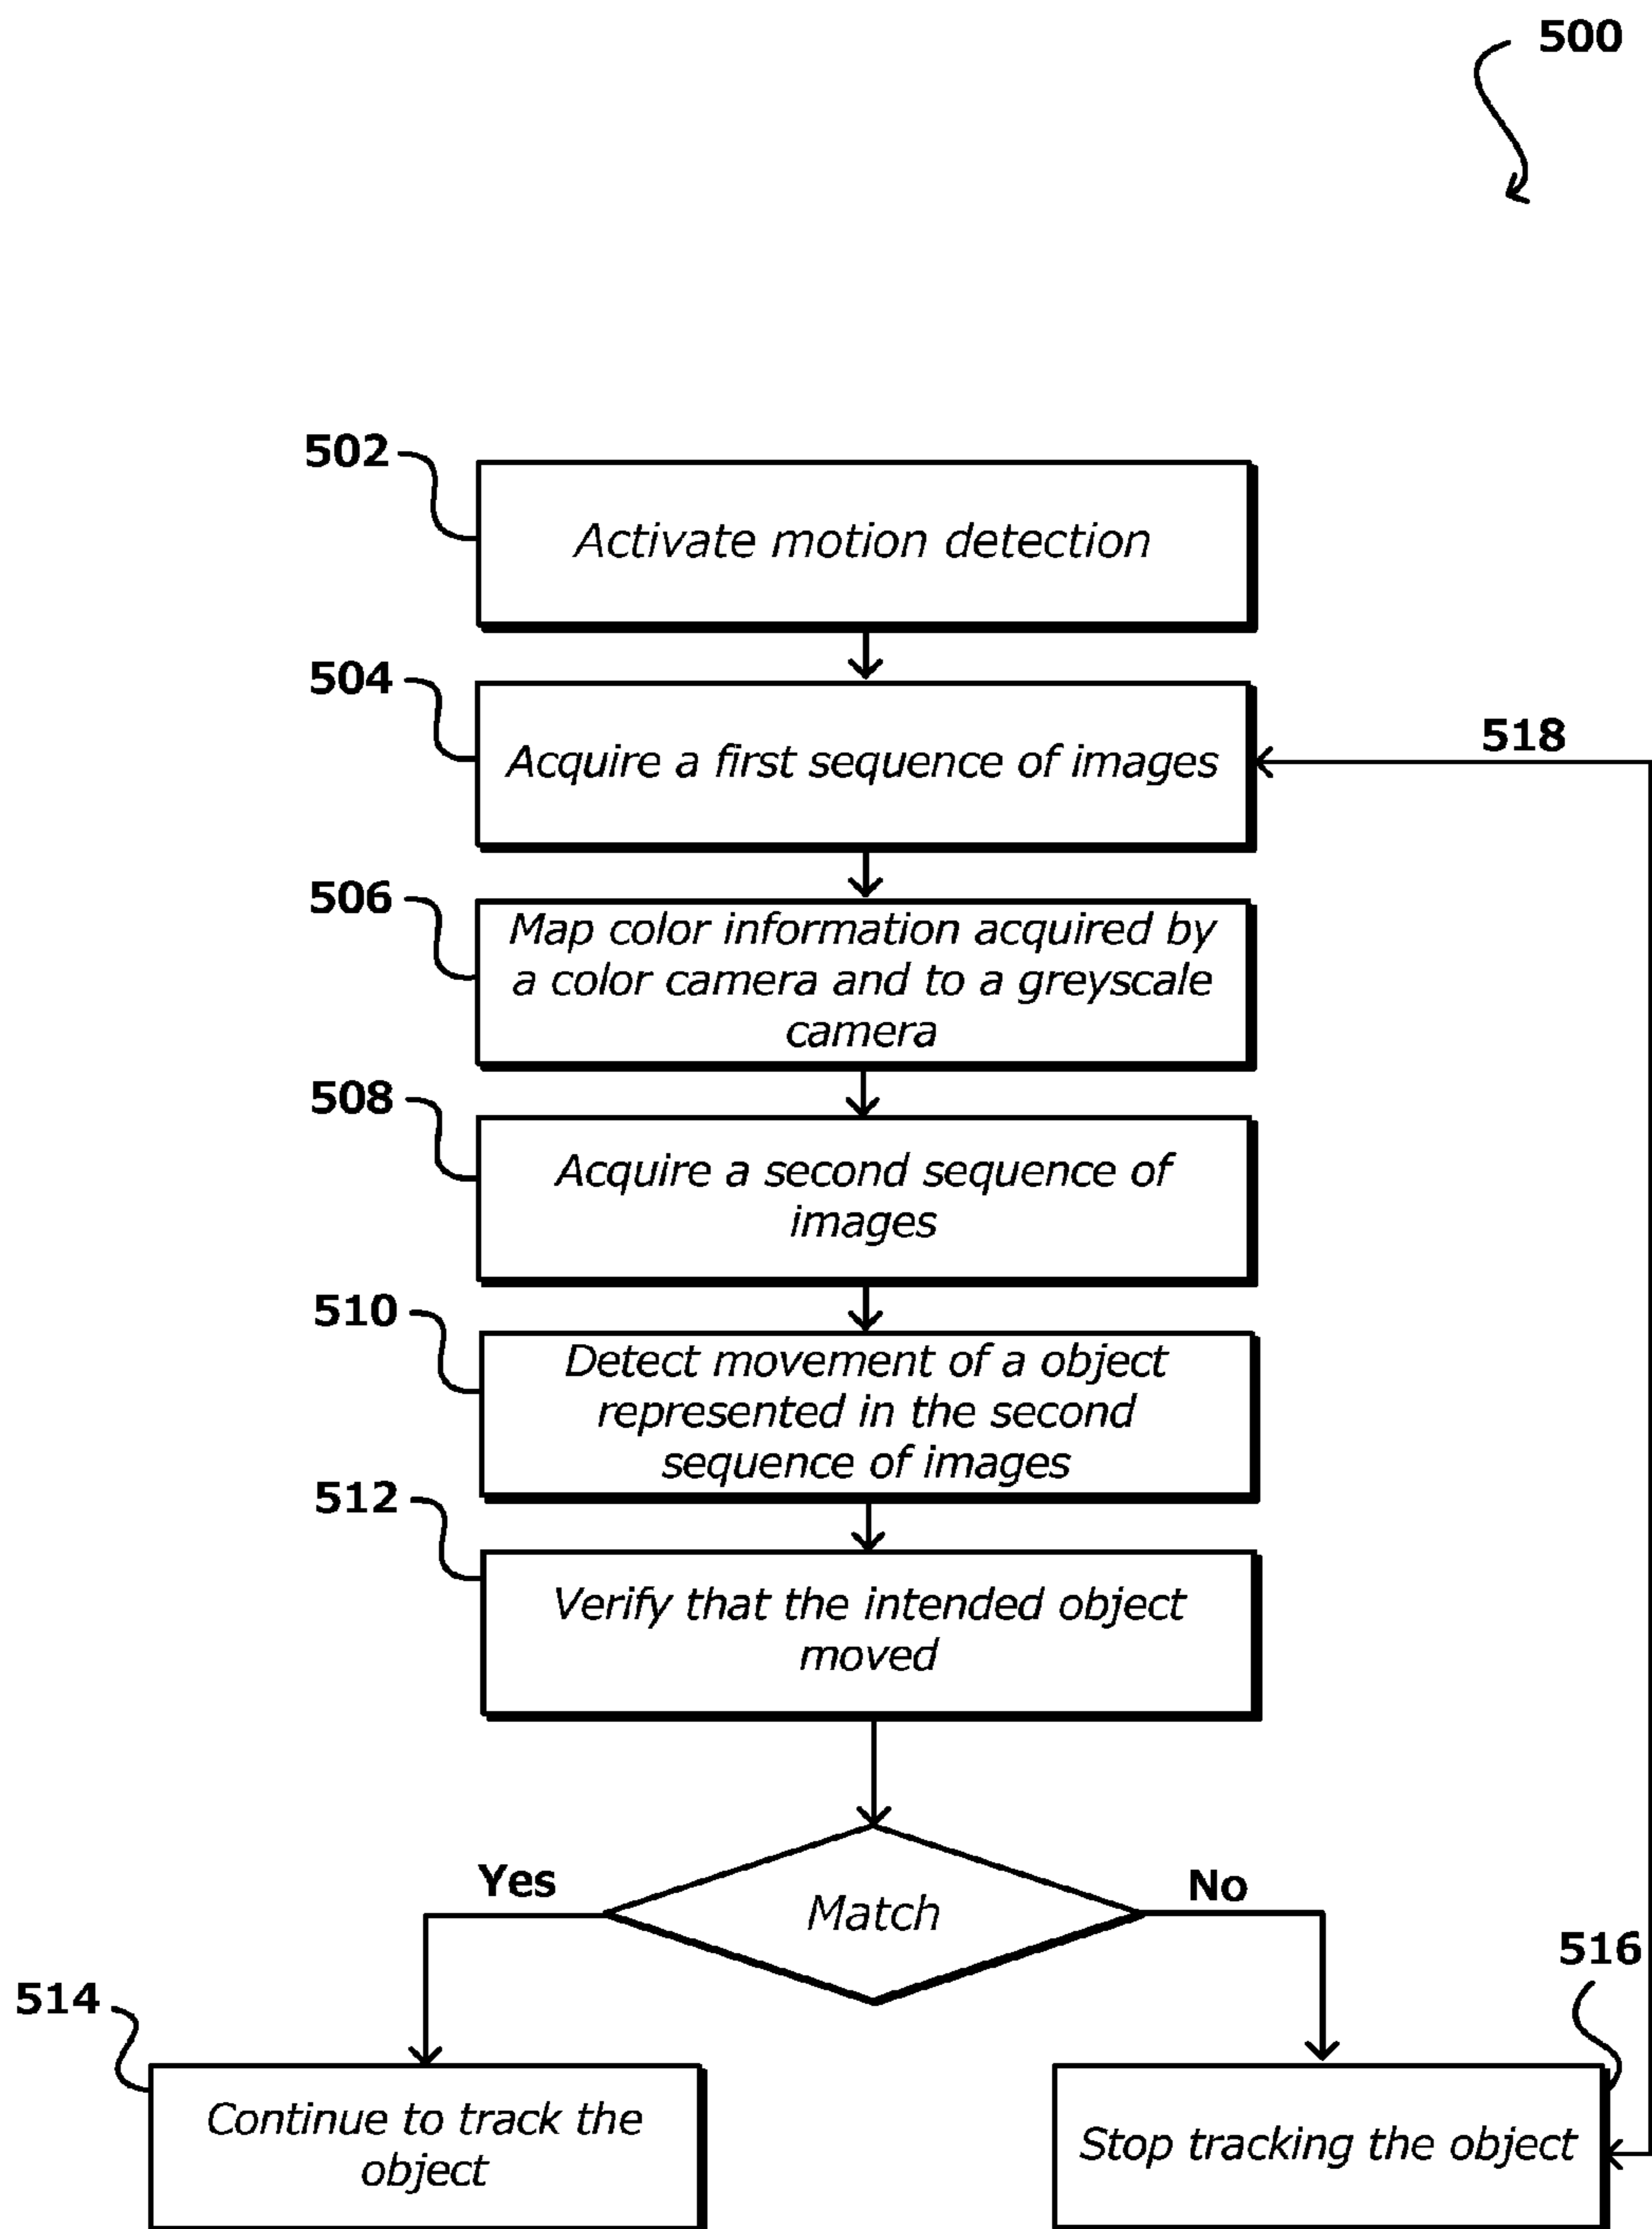 500
502
Activate motion detection
504
Acquire a first sequence of images
518
506
Map color information acquired by
a color camera and to a greyscale
camera
508
Acquire a second sequence of
images
510
Detect movement of a object
represented in the second
sequence of images
512
Verify that the intended object
moved
Yes
Match
No
514
Continue to track the
object
516
Stop tracking the object